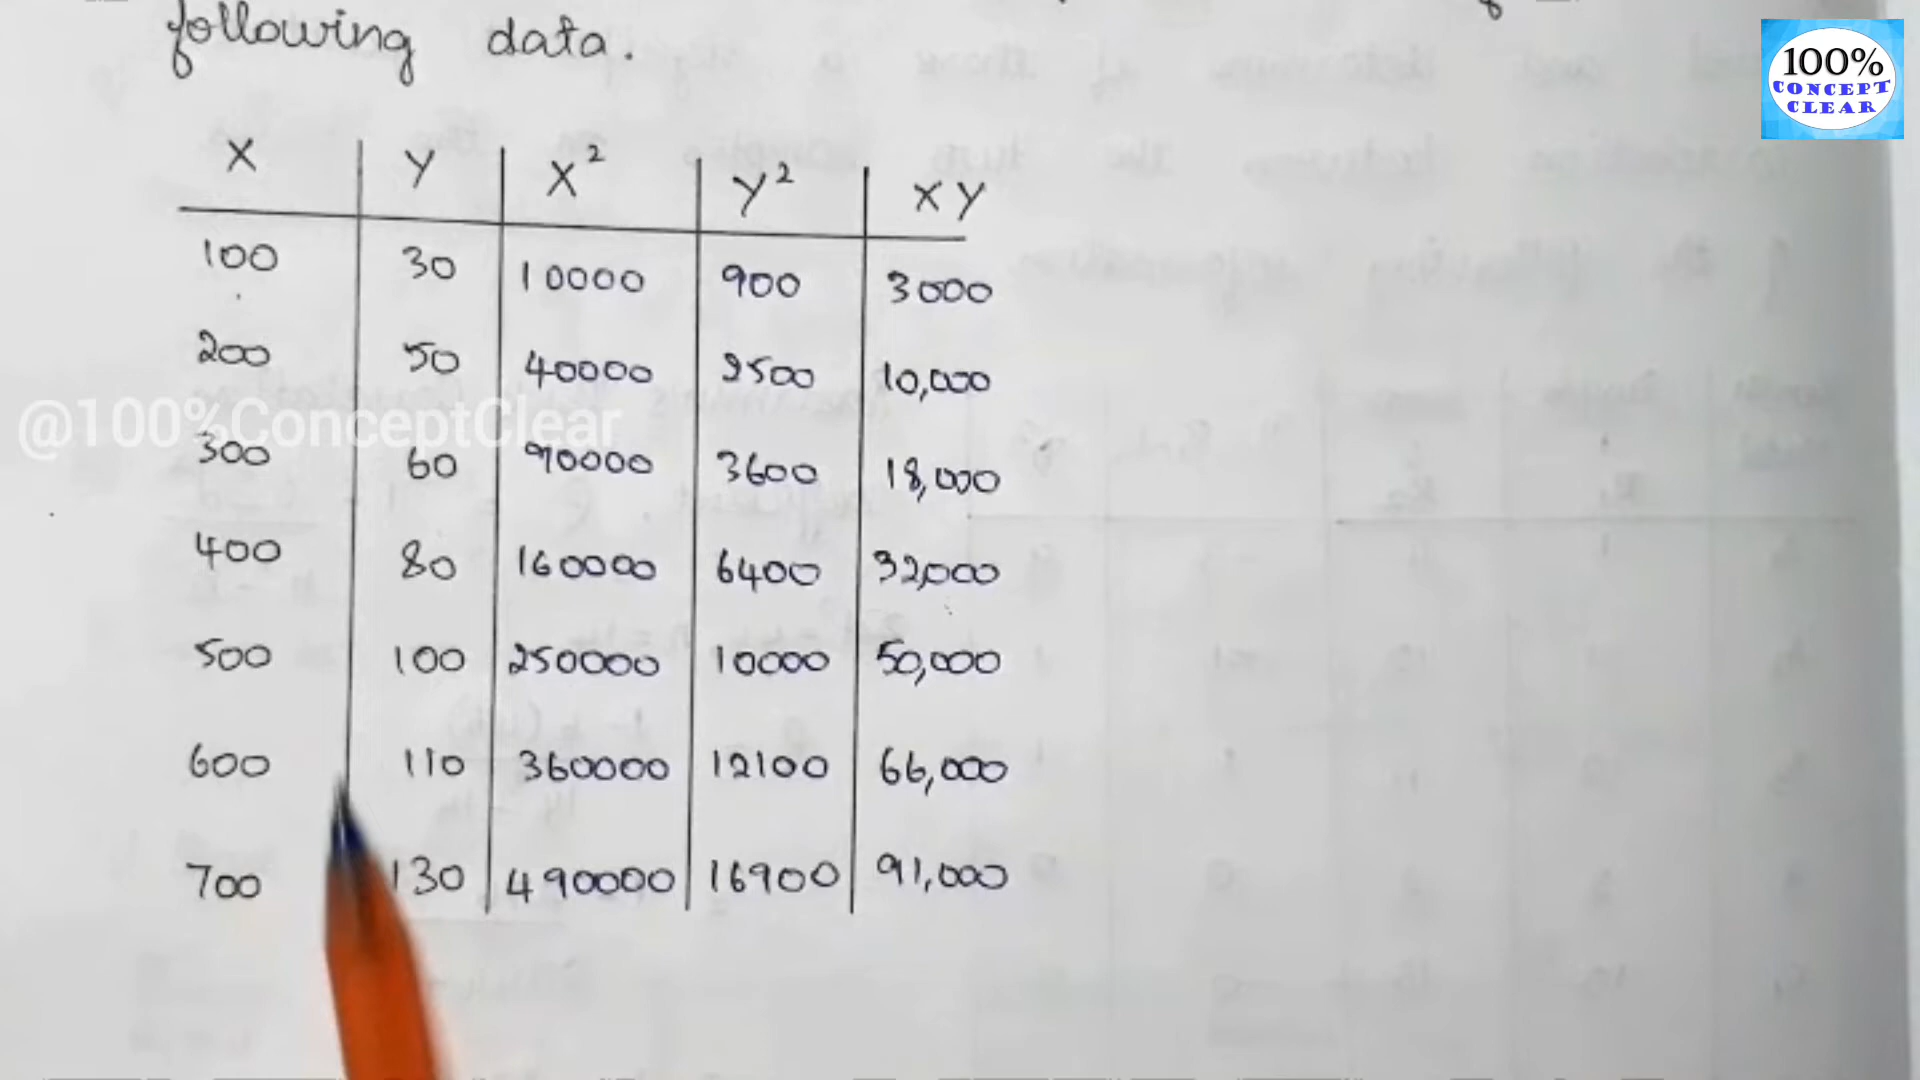 following data.
100%
CONCEPT
CLEAR
X Y X² Y² XY
100 30 10000 900 3000
200 50 40000 2500 10,000
@100%ConceptClear
300 60 90000 3600 18,000
400 80 160000 6400 32,000
500 100 250000 10000 50,000
600 110 360000 12100 66,000
700 130 490000 16900 91,000